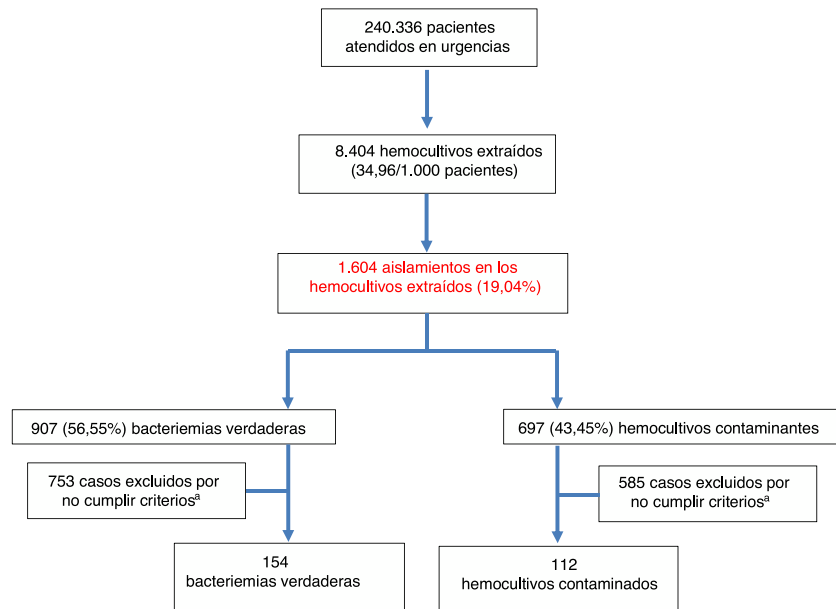 240.336 pacientes
atendidos en urgencias
8.404 hemocultivos extraídos
(34,96/1.000 pacientes)
1.604 aislamientos en los
hemocultivos extraídos (19,04%)
907 (56,55%) bacteriemias verdaderas
697 (43,45%) hemocultivos contaminantes
753 casos excluidos por
no cumplir criteriosª
585 casos excluidos por
no cumplir criteriosª
154
bacteriemias verdaderas
112
hemocultivos contaminados